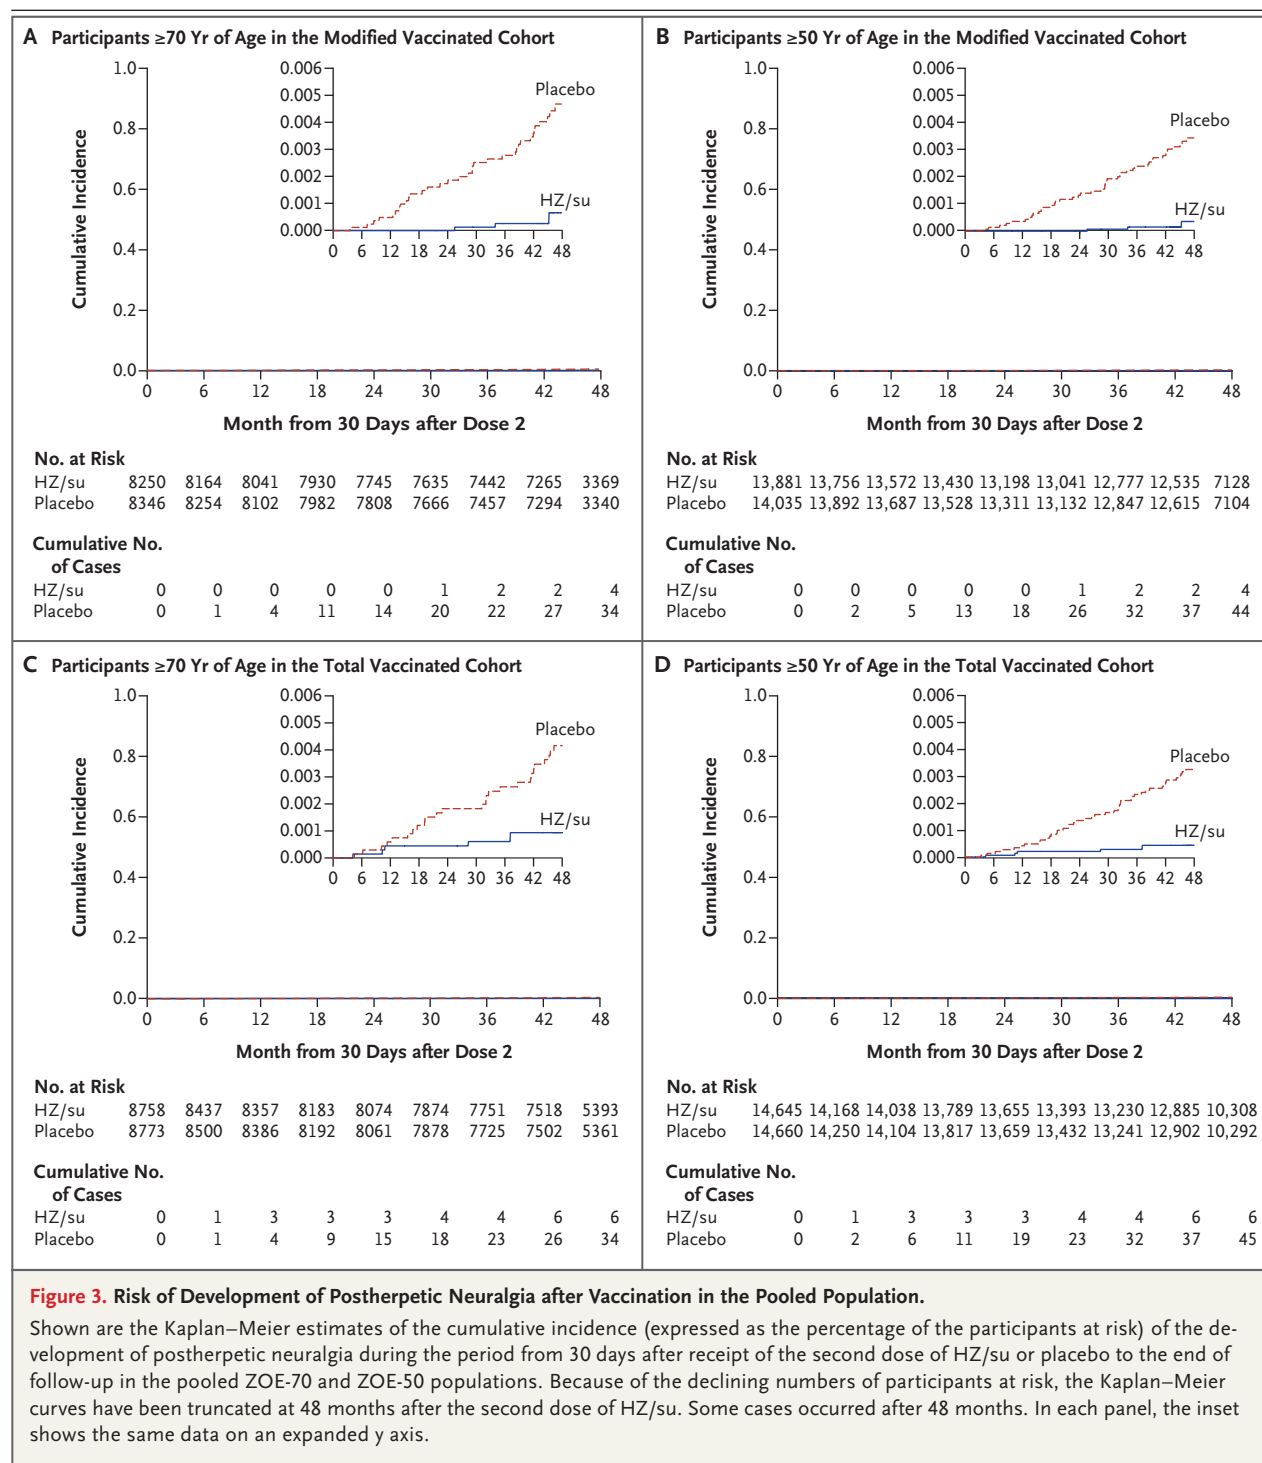 A Participants ≥70 Yr of Age in the Modified Vaccinated Cohort
1.0
0.8
0.6
0.4
0.2
0.0
Cumulative Incidence
0.006
0.005
0.004
0.003
0.002
0.001
0.000
Placebo
HZ/su
0 6 12 18 24 30 36 42 48
0 6 12 18 24 30 36 42 48
Month from 30 Days after Dose 2
No. at Risk
HZ/su 8250 8164 8041 7930 7745 7635 7442 7265 3369
Placebo 8346 8254 8102 7982 7808 7666 7457 7294 3340
Cumulative No.
of Cases
HZ/su 0 0 0 0 0 1 2 2 4
Placebo 0 1 4 11 14 20 22 27 34
B Participants ≥50 Yr of Age in the Modified Vaccinated Cohort
1.0
0.8
0.6
0.4
0.2
0.0
Cumulative Incidence
0.006
0.005
0.004
0.003
0.002
0.001
0.000
Placebo
HZ/su
0 6 12 18 24 30 36 42 48
0 6 12 18 24 30 36 42 48
Month from 30 Days after Dose 2
No. at Risk
HZ/su 13,881 13,756 13,572 13,430 13,198 13,041 12,777 12,535 7128
Placebo 14,035 13,892 13,687 13,528 13,311 13,132 12,847 12,615 7104
Cumulative No.
of Cases
HZ/su 0 0 0 0 0 1 2 2 4
Placebo 0 2 5 13 18 26 32 37 44
C Participants ≥70 Yr of Age in the Total Vaccinated Cohort
1.0
0.8
0.6
0.4
0.2
0.0
Cumulative Incidence
0.006
0.005
0.004
0.003
0.002
0.001
0.000
Placebo
HZ/su
0 6 12 18 24 30 36 42 48
0 6 12 18 24 30 36 42 48
Month from 30 Days after Dose 2
No. at Risk
HZ/su 8758 8437 8357 8183 8074 7874 7751 7518 5393
Placebo 8773 8500 8386 8192 8061 7878 7725 7502 5361
Cumulative No.
of Cases
HZ/su 0 1 3 3 3 4 4 6 6
Placebo 0 1 4 9 15 18 23 26 34
D Participants ≥50 Yr of Age in the Total Vaccinated Cohort
1.0
0.8
0.6
0.4
0.2
0.0
Cumulative Incidence
0.006
0.005
0.004
0.003
0.002
0.001
0.000
Placebo
HZ/su
0 6 12 18 24 30 36 42 48
0 6 12 18 24 30 36 42 48
Month from 30 Days after Dose 2
No. at Risk
HZ/su 14,645 14,168 14,038 13,789 13,655 13,393 13,230 12,885 10,308
Placebo 14,660 14,250 14,104 13,817 13,659 13,432 13,241 12,902 10,292
Cumulative No.
of Cases
HZ/su 0 1 3 3 3 4 4 6 6
Placebo 0 2 6 11 19 23 32 37 45
Figure 3. Risk of Development of Postherpetic Neuralgia after Vaccination in the Pooled Population.
Shown are the Kaplan–Meier estimates of the cumulative incidence (expressed as the percentage of the participants at risk) of the de-
velopment of postherpetic neuralgia during the period from 30 days after receipt of the second dose of HZ/su or placebo to the end of
follow-up in the pooled ZOE-70 and ZOE-50 populations. Because of the declining numbers of participants at risk, the Kaplan–Meier
curves have been truncated at 48 months after the second dose of HZ/su. Some cases occurred after 48 months. In each panel, the inset
shows the same data on an expanded y axis.